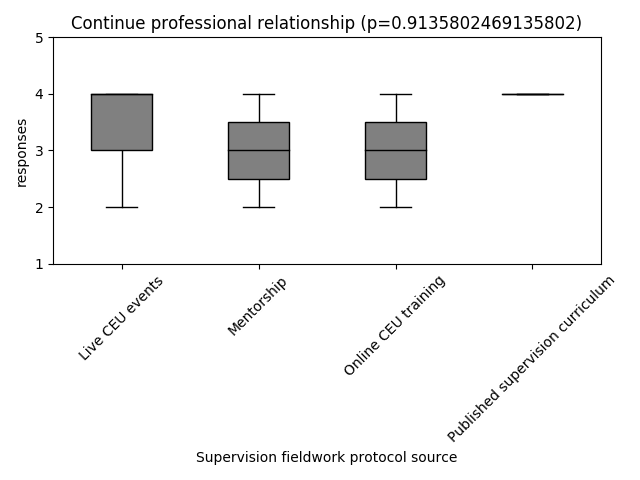 Continue professional relationship (p=0.9135802469135802)
5
4
3
2
1
responses
Live CEU events
Mentorship
Online CEU training
Published supervision curriculum
Supervision fieldwork protocol source